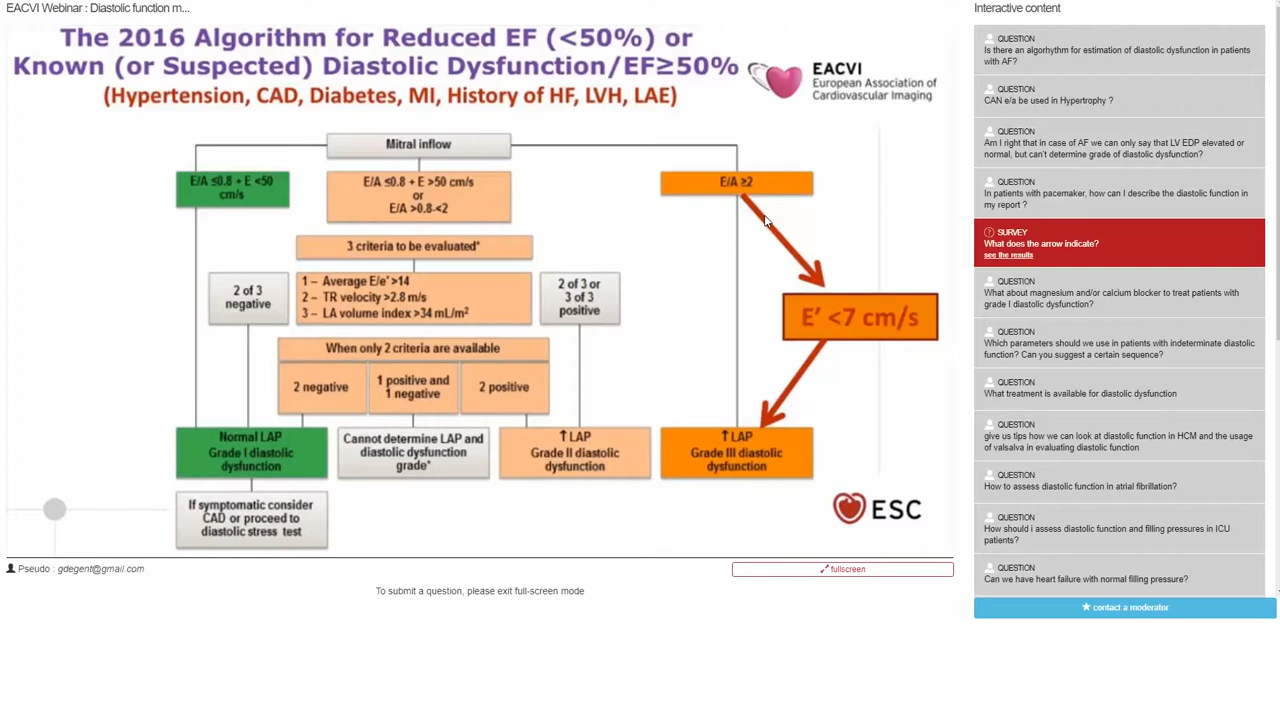 EACVI Webinar : Diastolic function m...
The 2016 Algorithm for Reduced EF (<50%) or
Known (or Suspected) Diastolic Dysfunction/EF≥50%
(Hypertension, CAD, Diabetes, MI, History of HF, LVH, LAE)
EACVI
European Association of
Cardiovascular Imaging
Mitral inflow
E/A ≤0.8 + E <50
cm/s
E/A ≤0.8 + E >50 cm/s
or
E/A >0.8-<2
E/A ≥2
3 criteria to be evaluated*
2 of 3
negative
1 – Average E/e' >14
2 – TR velocity >2.8 m/s
3 – LA volume index >34 mL/m²
2 of 3 or
3 of 3
positive
E’ <7 cm/s
When only 2 criteria are available
2 negative
1 positive and
1 negative
2 positive
Normal LAP
Grade I diastolic
dysfunction
Cannot determine LAP and
diastolic dysfunction
grade*
↑LAP
Grade II diastolic
dysfunction
↑LAP
Grade III diastolic
dysfunction
If symptomatic consider
CAD or proceed to
diastolic stress test
ESC
Pseudo : gdegent@gmail.com
fullscreen
To submit a question, please exit full-screen mode
Interactive content
QUESTION
Is there an algorhythm for estimation of diastolic dysfunction in patients
with AF?
QUESTION
CAN e/a be used in Hypertrophy ?
QUESTION
Am I right that in case of AF we can only say that LV EDP elevated or
normal, but can't determine grade of diastolic dysfunction?
QUESTION
In patients with pacemaker, how can I describe the diastolic function in
my report ?
SURVEY
What does the arrow indicate?
see the results
QUESTION
What about magnesium and/or calcium blocker to treat patients with
grade I diastolic dysfunction?
QUESTION
Which parameters should we use in patients with indeterminate diastolic
function? Can you suggest a certain sequence?
QUESTION
What treatment is available for diastolic dysfunction
QUESTION
give us tips how we can look at diastolic function in HCM and the usage
of valsalva in evaluating diastolic function
QUESTION
How to assess diastolic function in atrial fibrillation?
QUESTION
How should i assess diastolic function and filling pressures in ICU
patients?
QUESTION
Can we have heart failure with normal filling pressure?
contact a moderator